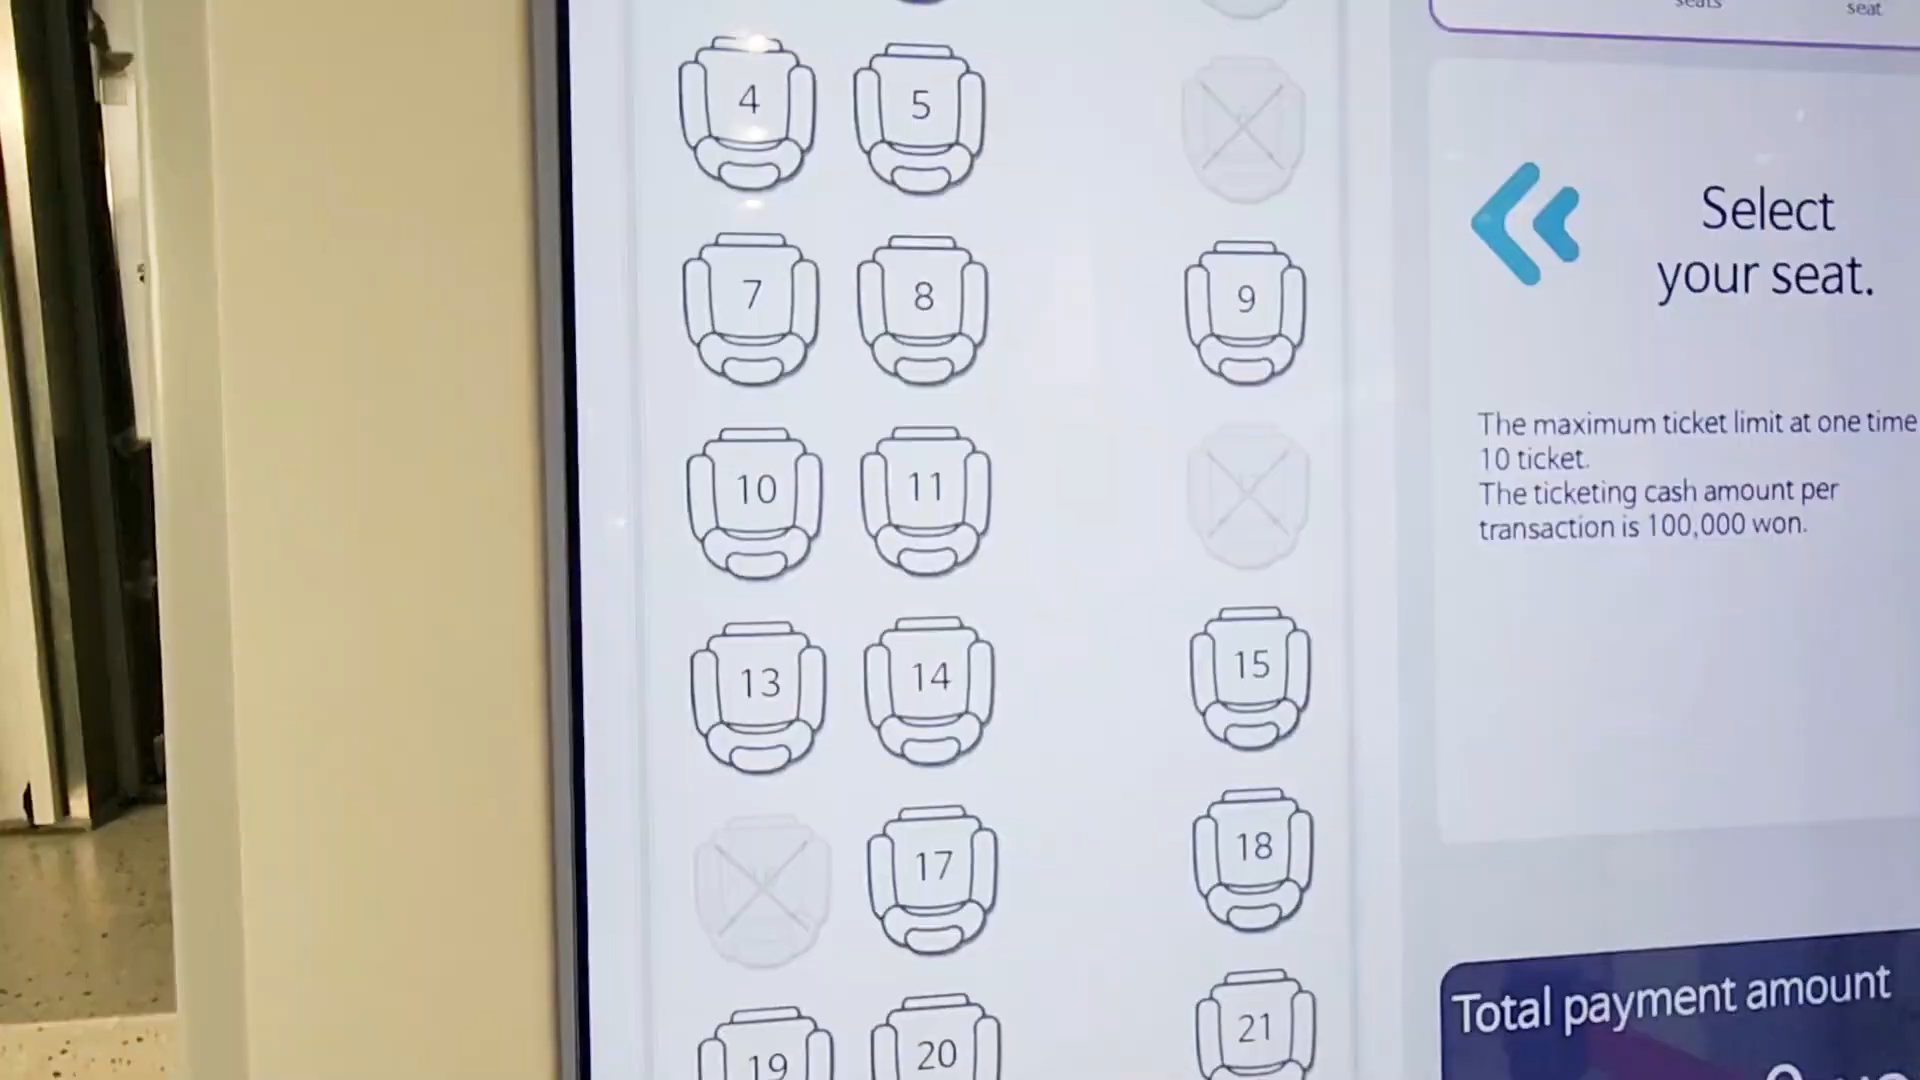 seats
seat
4
5
7
8
9
10
11
13
14
15
17
18
19
20
21
Select
your seat.
The maximum ticket limit at one time
10 ticket.
The ticketing cash amount per
transaction is 100,000 won.
Total payment amount